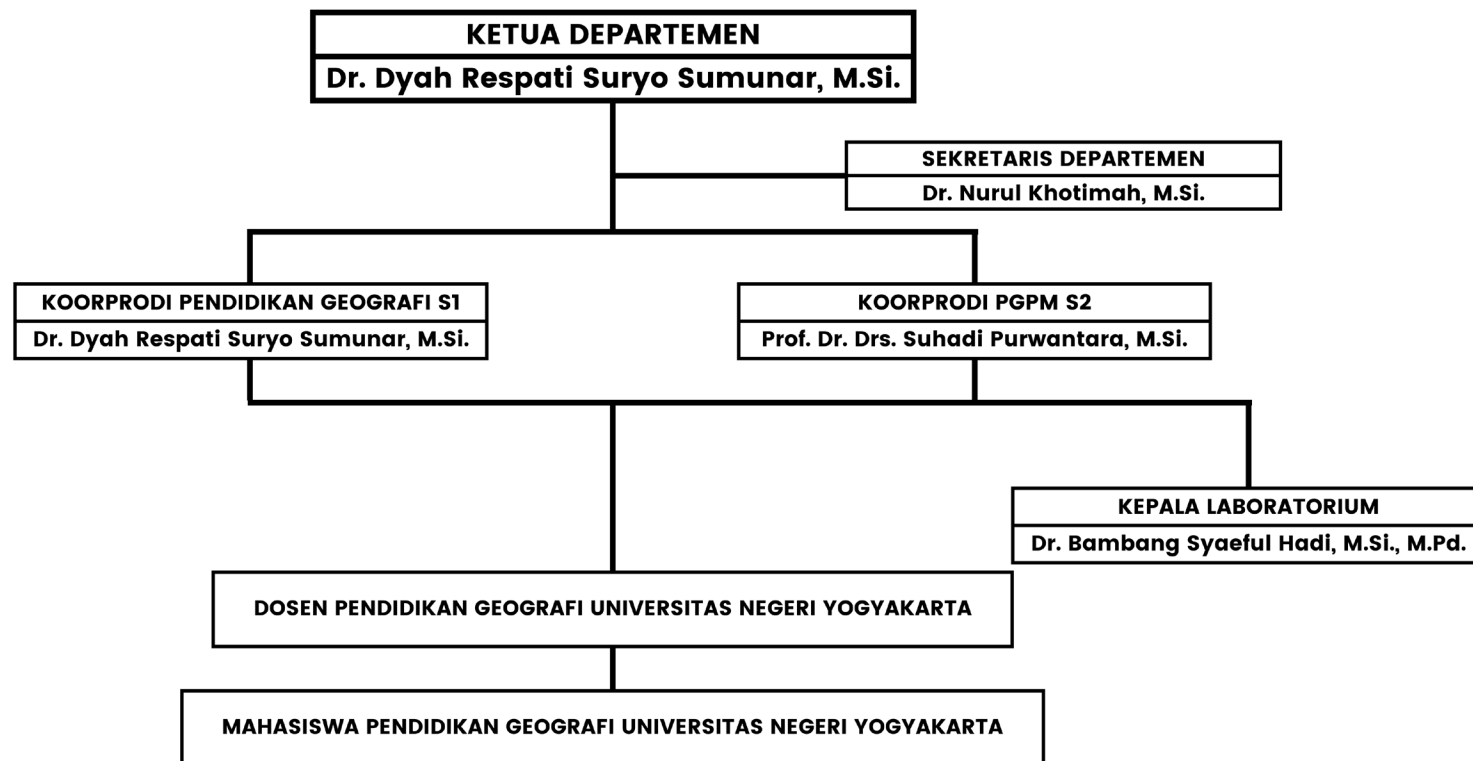 KETUA DEPARTEMEN
Dr. Dyah Respati Suryo Sumunar, M.Si.
SEKRETARIS DEPARTEMEN
Dr. Nurul Khotimah, M.Si.
KOORPRODI PENDIDIKAN GEOGRAFI S1
Dr. Dyah Respati Suryo Sumunar, M.Si.
KOORPRODI PGPM S2
Prof. Dr. Drs. Suhadi Purwantara, M.Si.
KEPALA LABORATORIUM
Dr. Bambang Syaeful Hadi, M.Si., M.Pd.
DOSEN PENDIDIKAN GEOGRAFI UNIVERSITAS NEGERI YOGYAKARTA
MAHASISWA PENDIDIKAN GEOGRAFI UNIVERSITAS NEGERI YOGYAKARTA